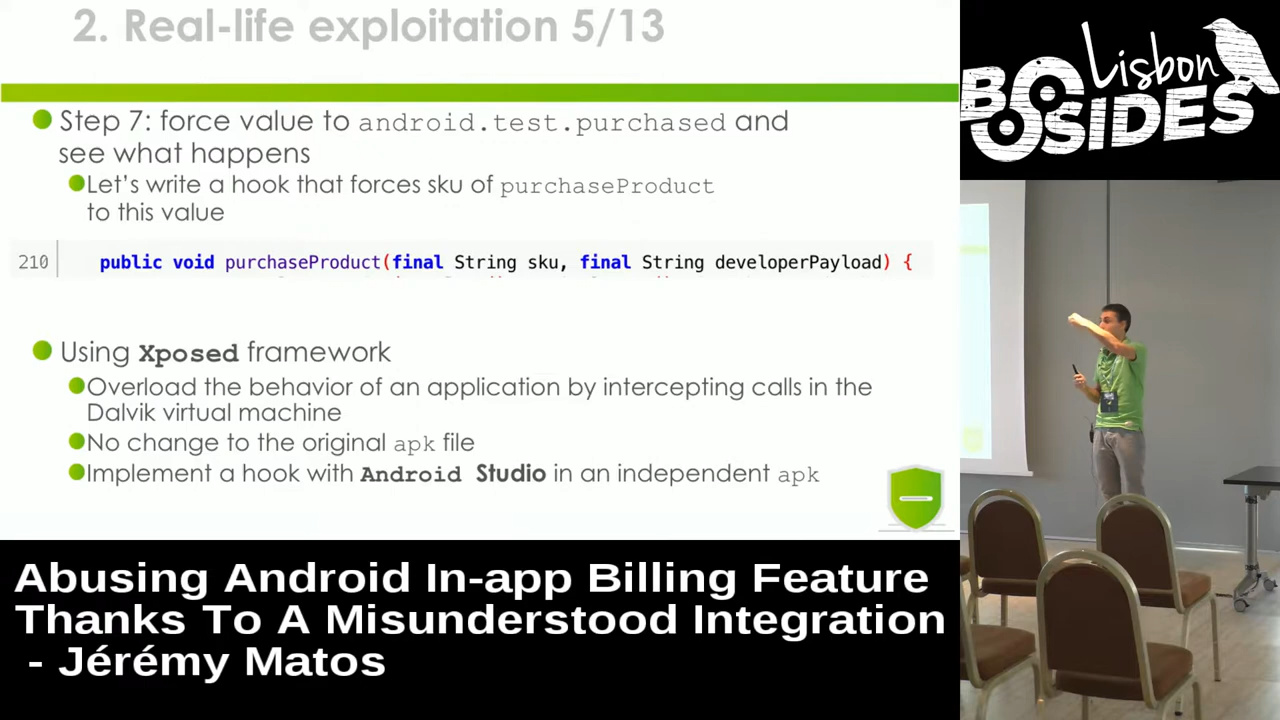 2. Real-life exploitation 5/13
Step 7: force value to android.test.purchased and
see what happens
Let's write a hook that forces sku of purchaseProduct
to this value
210 public void purchaseProduct(final String sku, final String developerPayload) {
Using Xposed framework
Overload the behavior of an application by intercepting calls in the
Dalvik virtual machine
No change to the original apk file
Implement a hook with Android Studio in an independent apk
Lisbon
BSIDES
Abusing Android In-app Billing Feature
Thanks To A Misunderstood Integration
- Jérémy Matos